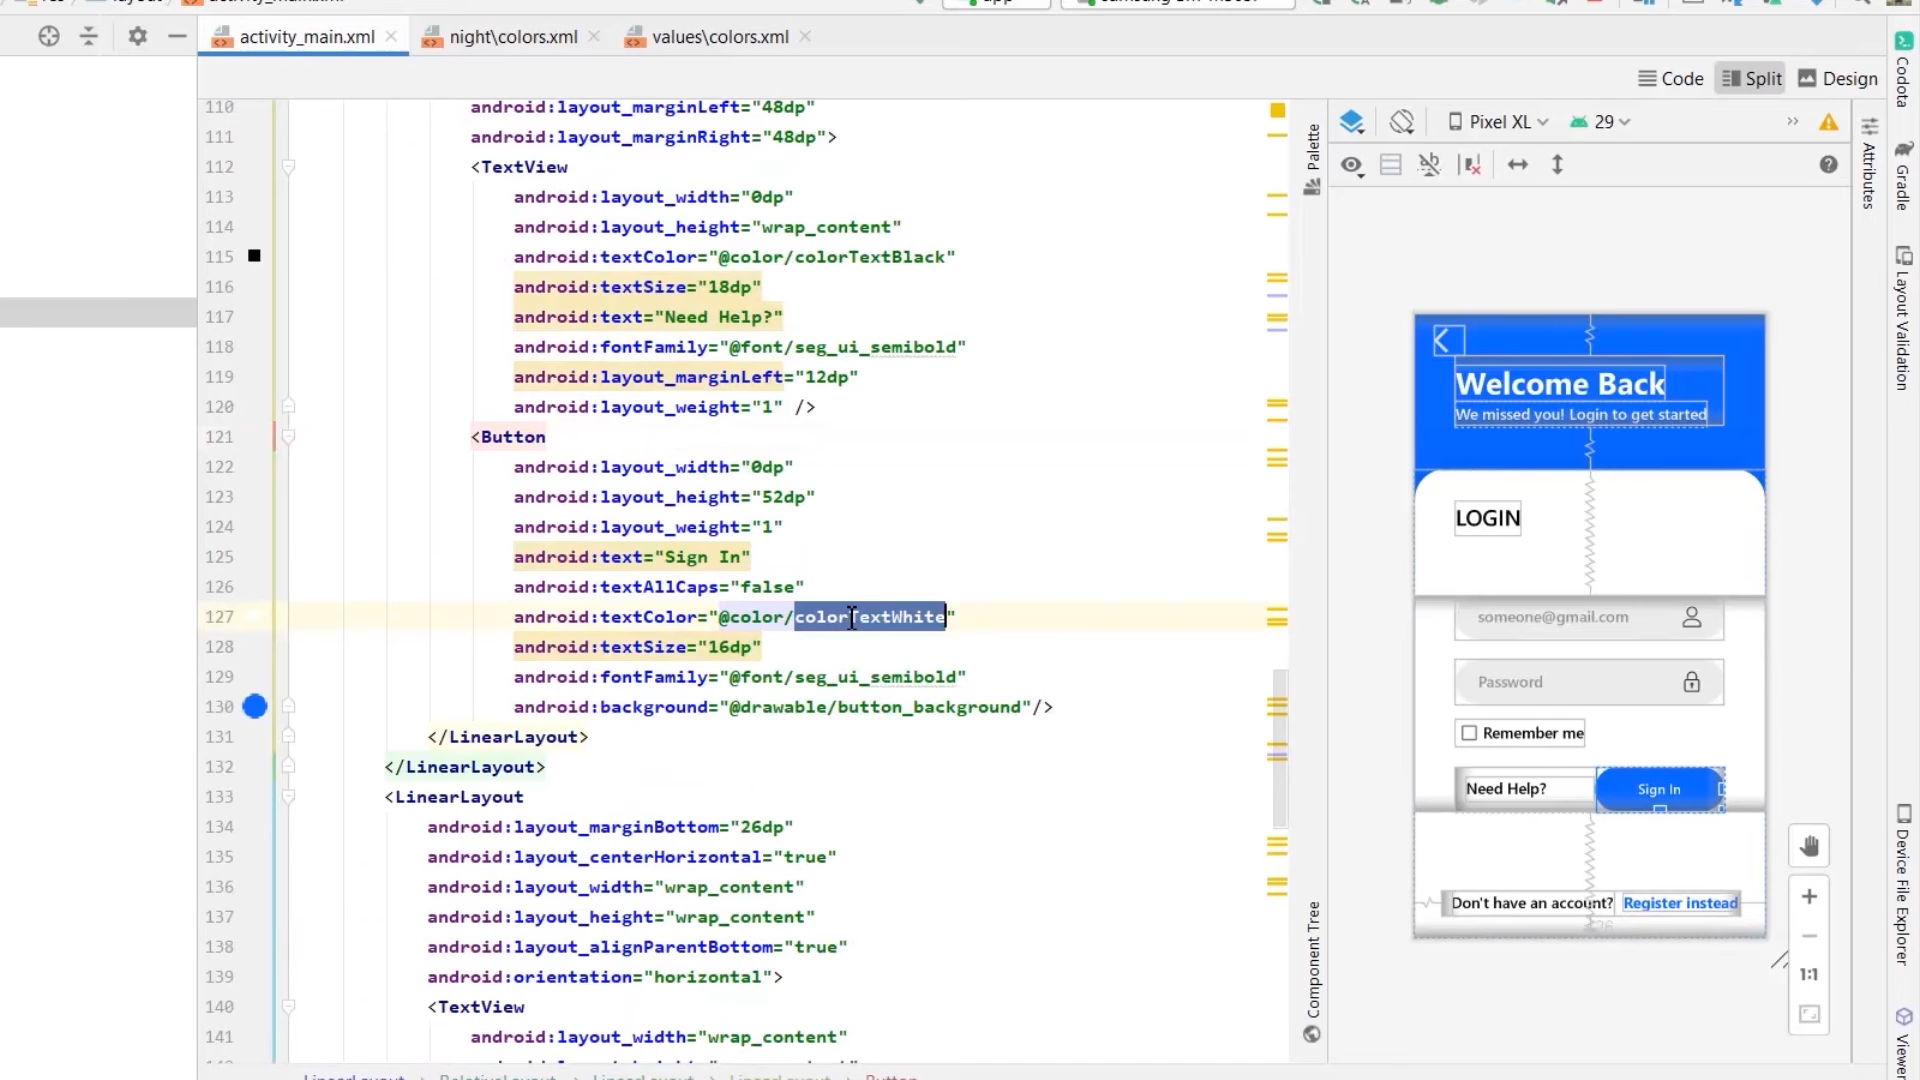 activity_main.xml
night\colors.xml
values\colors.xml
Code
Split
Design
110 android:layout_marginLeft="48dp"
111 android:layout_marginRight="48dp">
112 <TextView
113 android:layout_width="0dp"
114 android:layout_height="wrap_content"
115 android:textColor="@color/colorTextBlack"
116 android:textSize="18dp"
117 android:text="Need Help?"
118 android:fontFamily="@font/seg_ui_semibold"
119 android:layout_marginLeft="12dp"
120 android:layout_weight="1" />
121 <Button
122 android:layout_width="0dp"
123 android:layout_height="52dp"
124 android:layout_weight="1"
125 android:text="Sign In"
126 android:textAllCaps="false"
127 android:textColor="@color/colorTextWhite"
128 android:textSize="16dp"
129 android:fontFamily="@font/seg_ui_semibold"
130 android:background="@drawable/button_background"/>
131 </LinearLayout>
132 </LinearLayout>
133 <LinearLayout
134 android:layout_marginBottom="26dp"
135 android:layout_centerHorizontal="true"
136 android:layout_width="wrap_content"
137 android:layout_height="wrap_content"
138 android:layout_alignParentBottom="true"
139 android:orientation="horizontal">
140 <TextView
141 android:layout_width="wrap_content"
Palette
Component Tree
Pixel XL
29
Welcome Back
We missed you! Login to get started
LOGIN
someone@gmail.com
Password
Remember me
Need Help?
Sign In
Don't have an account?
Register instead
1:1
Attributes
Codota
Gradle
Layout Validation
Device File Explorer